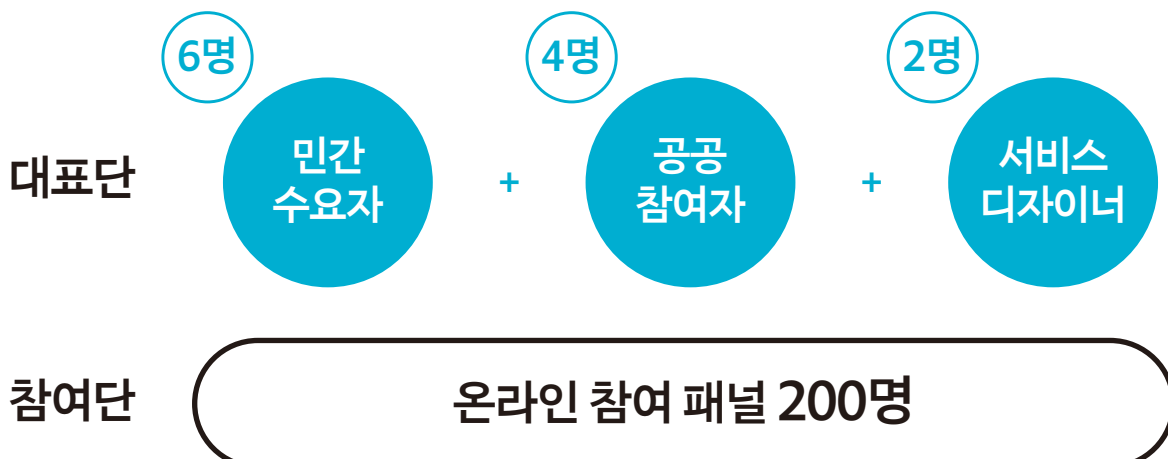 6명
4명
2명
대표단
민간
수요자
+
공공
참여자
+
서비스
디자이너
참여단
온라인 참여 패널 200명